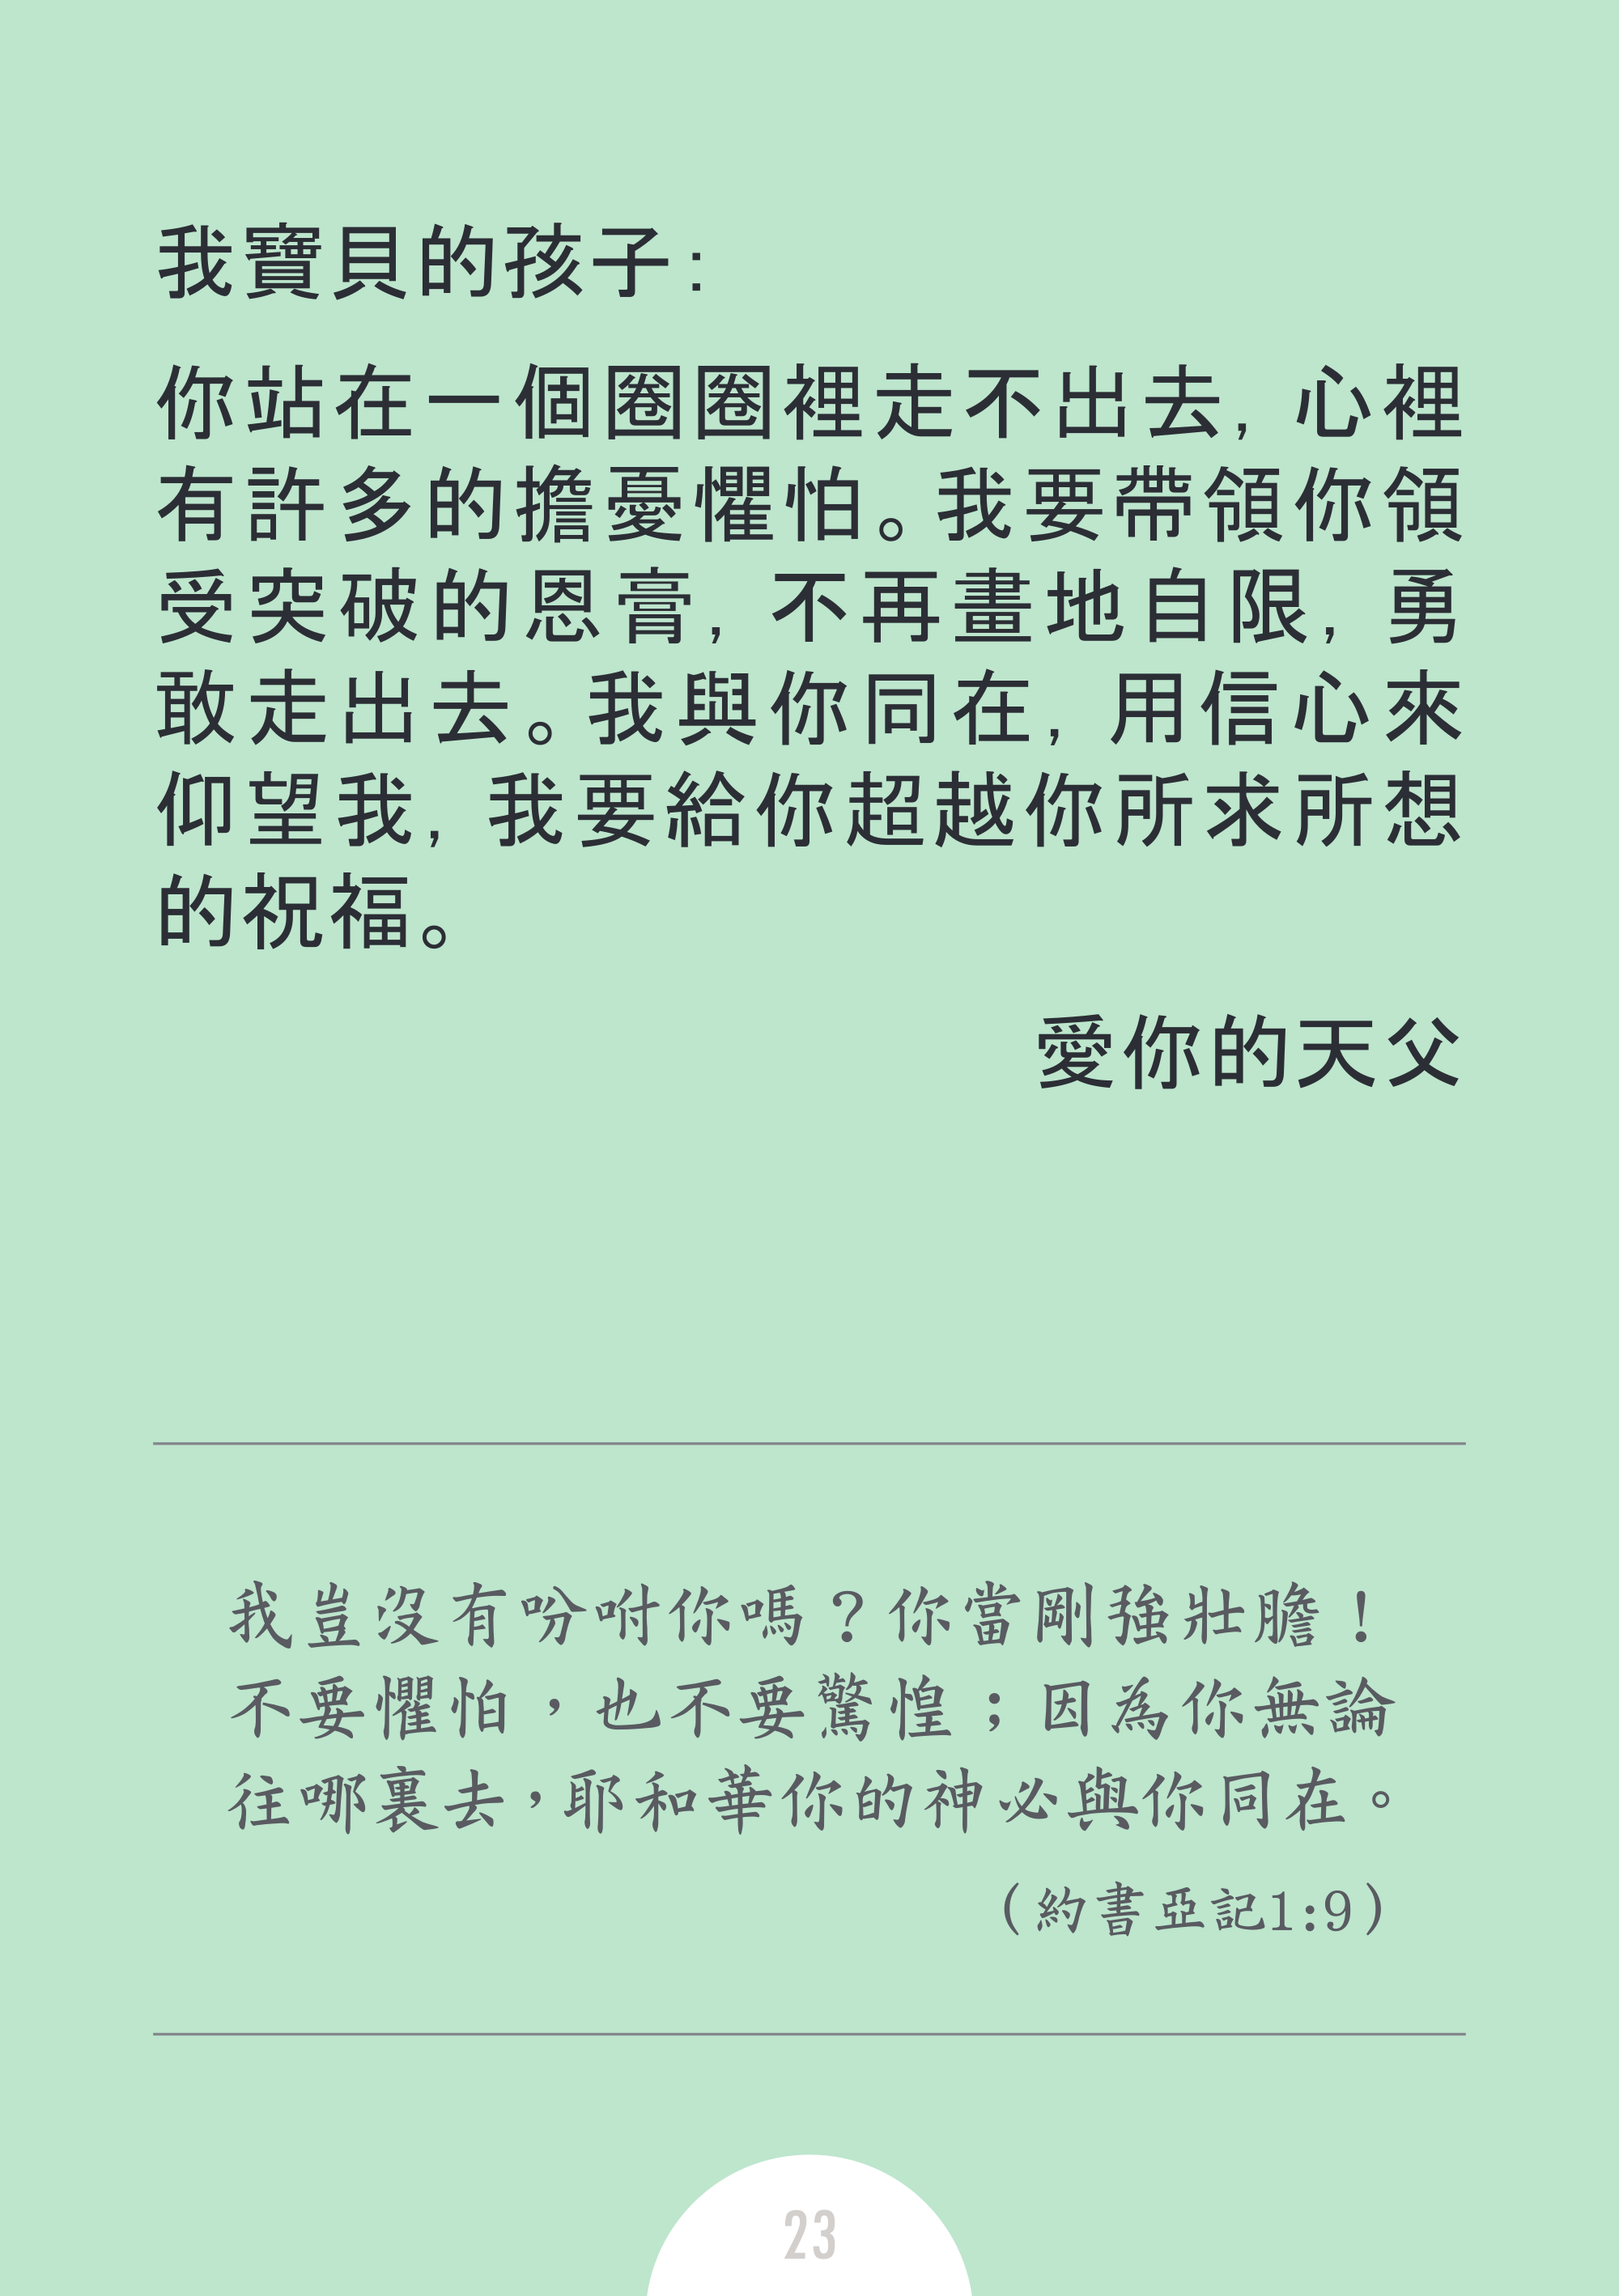 我寶貝的孩子：
你站在一個圈圈裡走不出去，心裡
有許多的擔憂懼怕。我要帶領你領
受突破的恩膏，不再畫地自限，勇
敢走出去。我與你同在，用信心來
仰望我，我要給你超越你所求所想
的祝福。
愛你的天父
我豈沒有吩咐你嗎？你當剛強壯膽！
不要懼怕，也不要驚惶；因為你無論
往哪裏去，耶和華你的神必與你同在。
（約書亞記1:9）
23